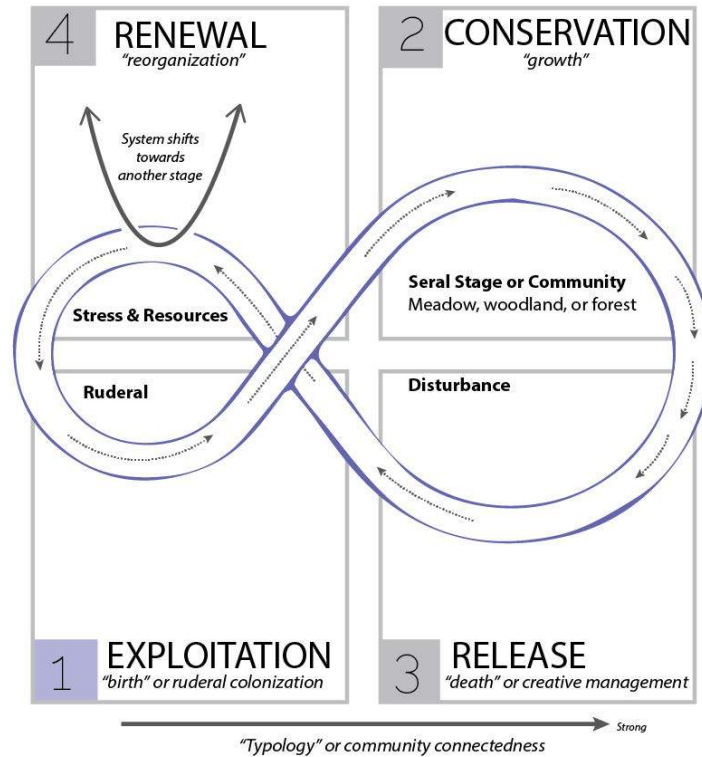 4
RENEWAL
“reorganization”
2
CONSERVATION
“growth”
System shifts
towards
another stage
Stress & Resources
Seral Stage or Community
Meadow, woodland, or forest
Ruderal
Disturbance
1
EXPLOITATION
“birth” or ruderal colonization
3
RELEASE
“death” or creative management
Strong
“Typology” or community connectedness